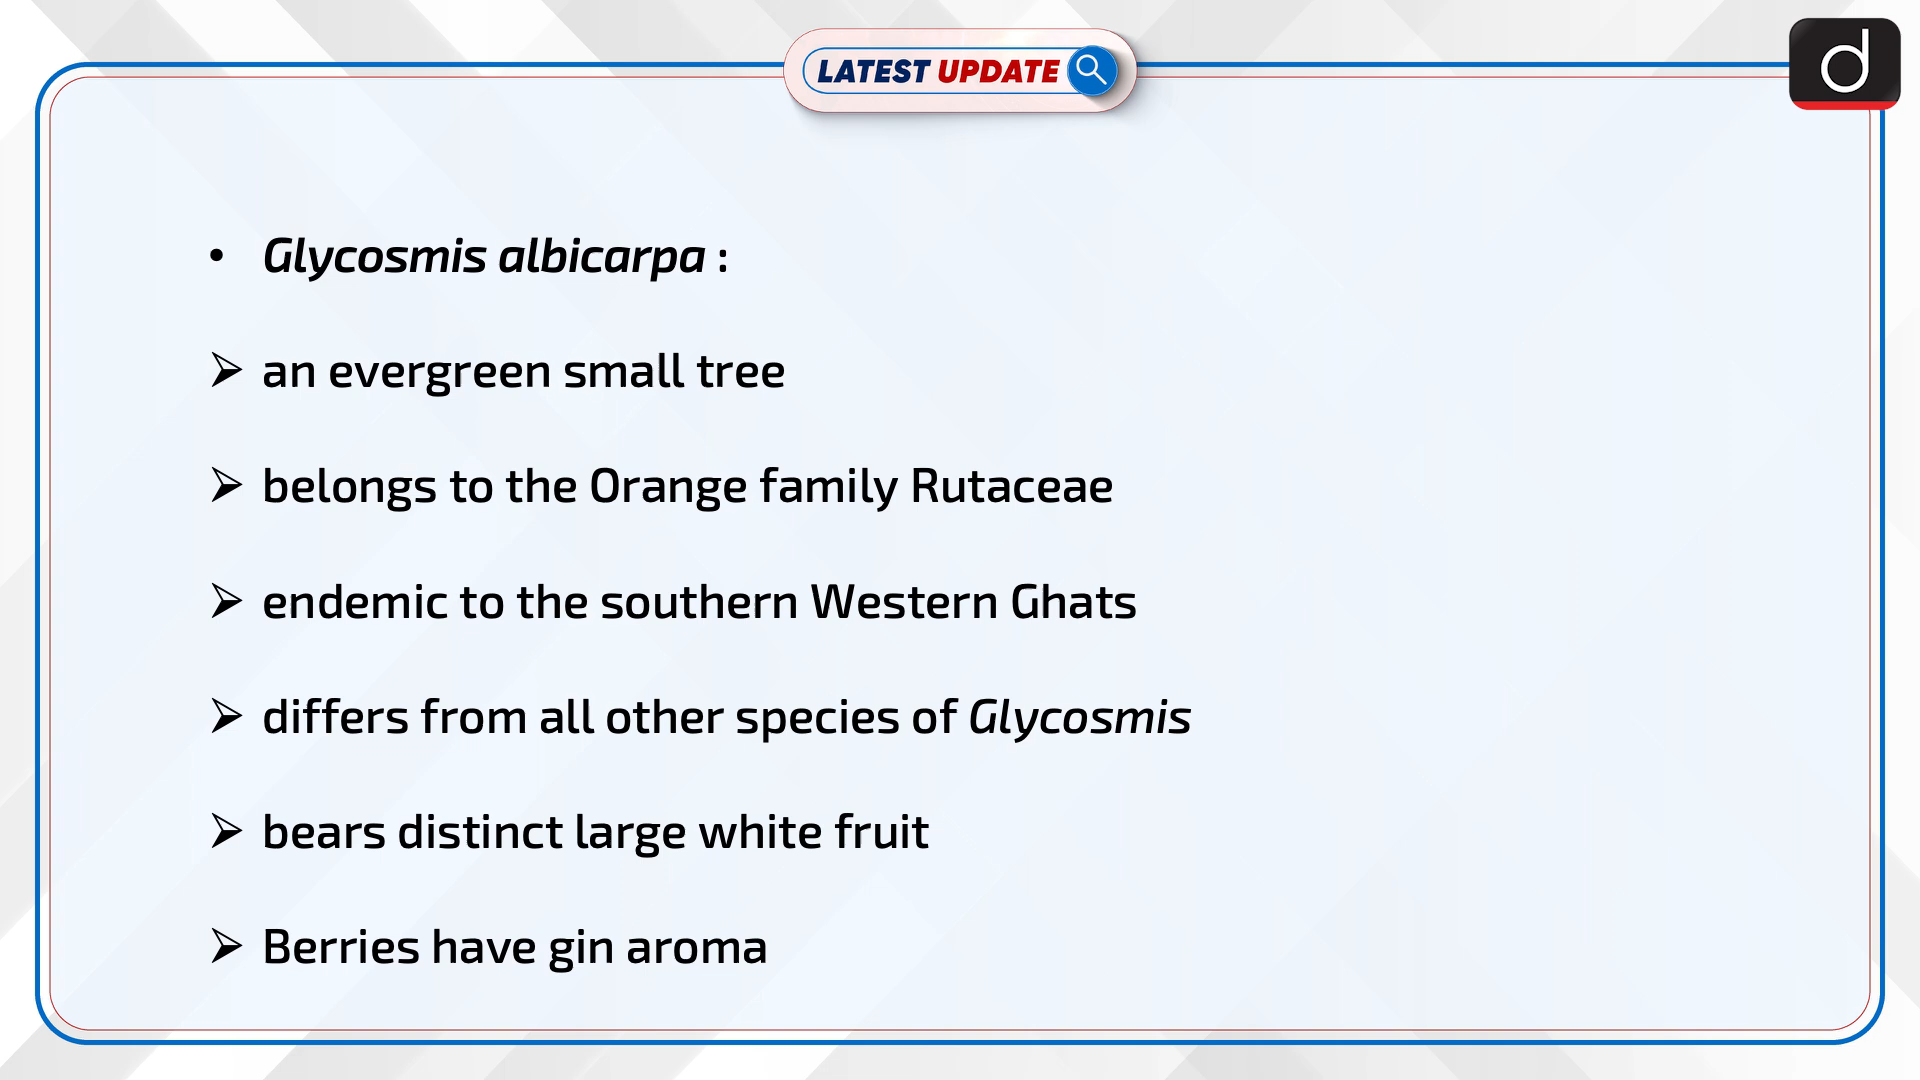 LATEST UPDATE
d
• Glycosmis albicarpa :
➢ an evergreen small tree
➢ belongs to the Orange family Rutaceae
➢ endemic to the southern Western Ghats
➢ differs from all other species of Glycosmis
➢ bears distinct large white fruit
➢ Berries have gin aroma